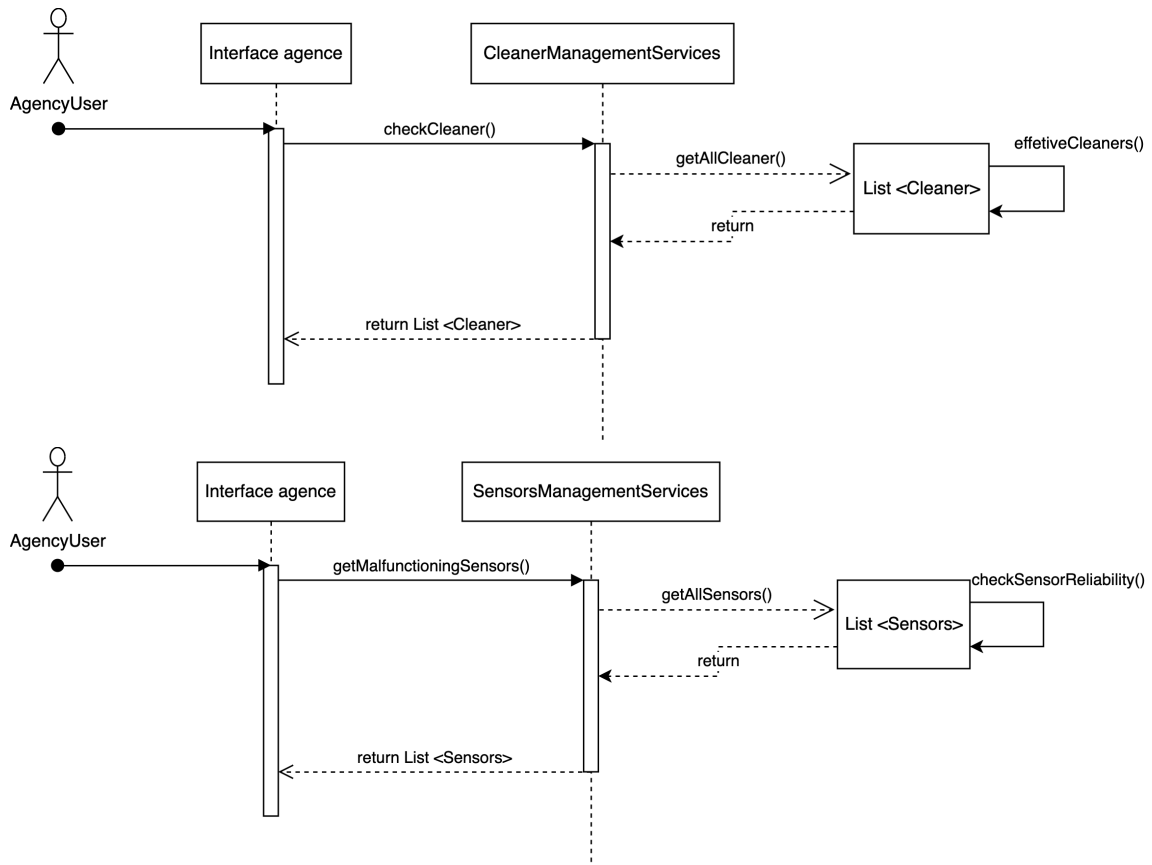 Interface agence
CleanerManagementServices
AgencyUser
checkCleaner()
effetiveCleaners()
getAllCleaner()
List <Cleaner>
return
return List <Cleaner>
Interface agence
SensorsManagementServices
AgencyUser
getMalfunctioningSensors()
checkSensorReliability()
getAllSensors()
List <Sensors>
return
return List <Sensors>